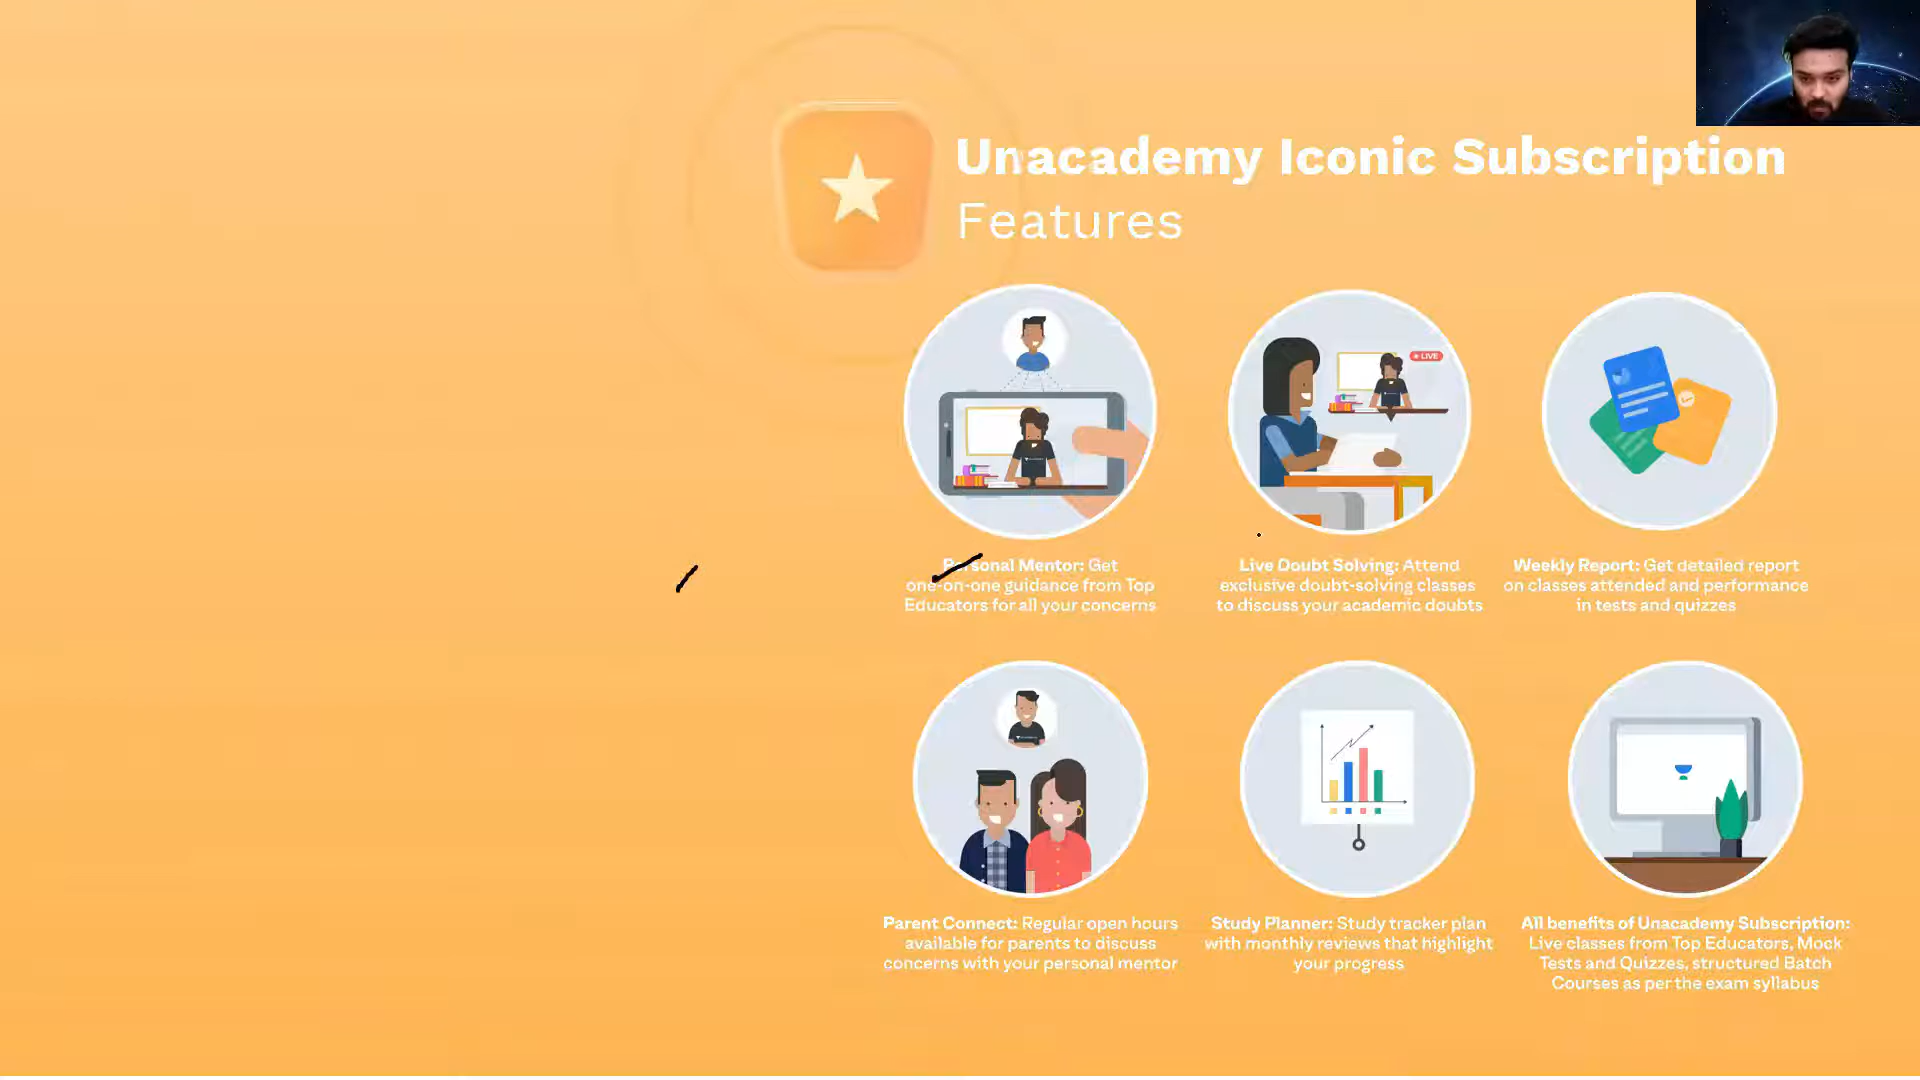 Unacademy Iconic Subscription
Features
LIVE
Personal Mentor: Get
one-on-one guidance from Top
Educators for all your concerns
Live Doubt Solving: Attend
exclusive doubt-solving classes
to discuss your academic doubts
Weekly Report: Get detailed report
on classes attended and performance
in tests and quizzes
Parent Connect: Regular open hours
available for parents to discuss
concerns with your personal mentor
Study Planner: Study tracker plan
with monthly reviews that highlight
your progress
All benefits of Unacademy Subscription:
Live classes from Top Educators, Mock
Tests and Quizzes, structured Batch
Courses as per the exam syllabus